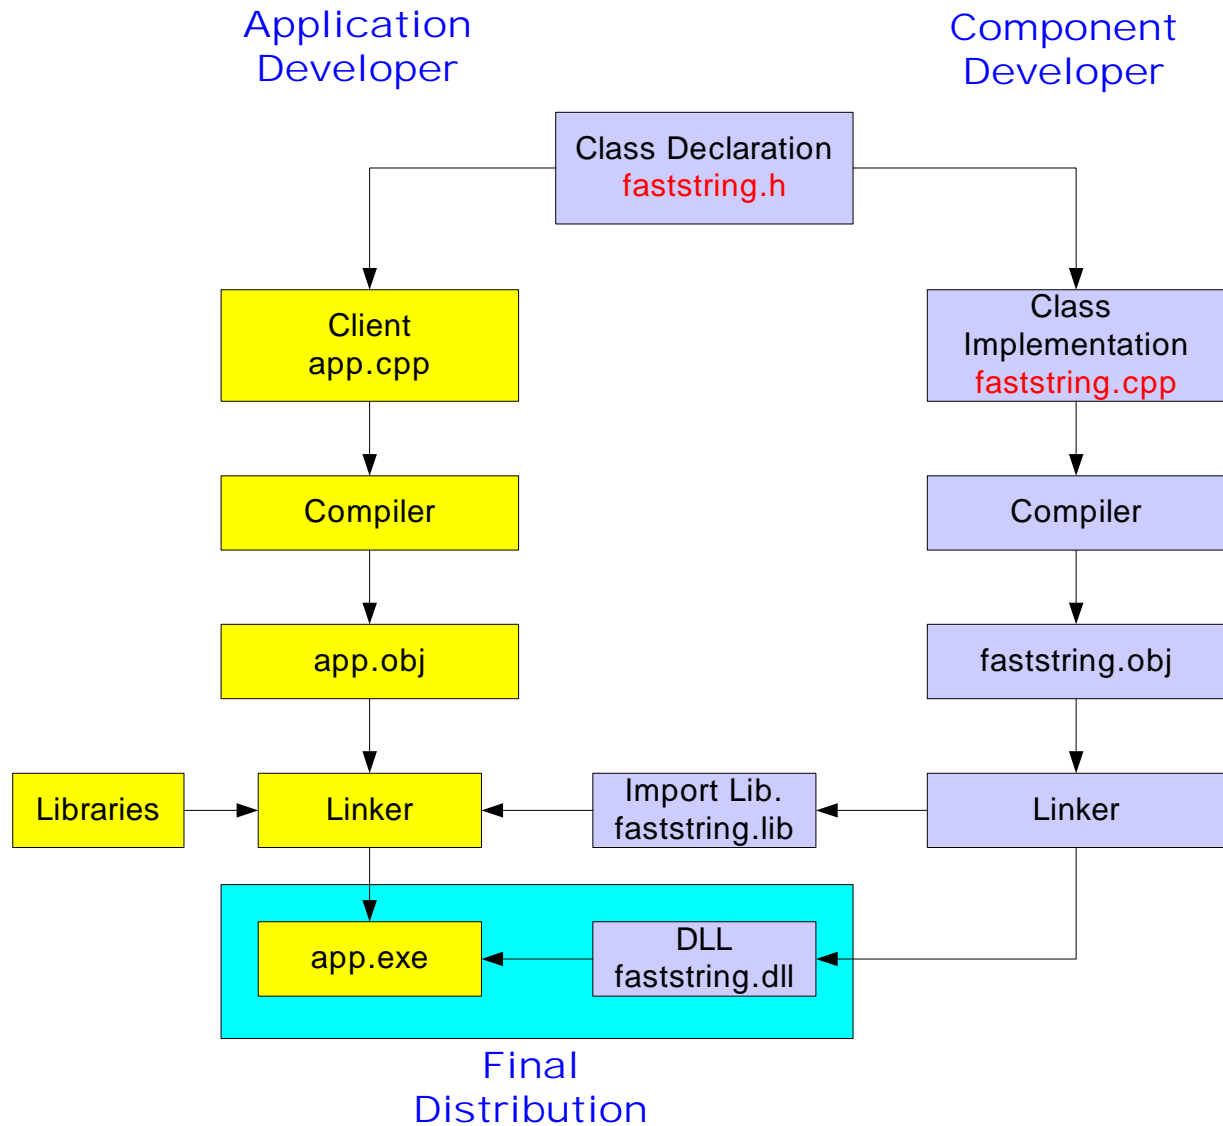 Application
Developer
Component
Developer
Class Declaration
faststring.h
Client
app.cpp
Class
Implementation
faststring.cpp
Compiler
Compiler
app.obj
faststring.obj
Libraries
Linker
Import Lib.
faststring.lib
Linker
app.exe
DLL
faststring.dll
Final
Distribution